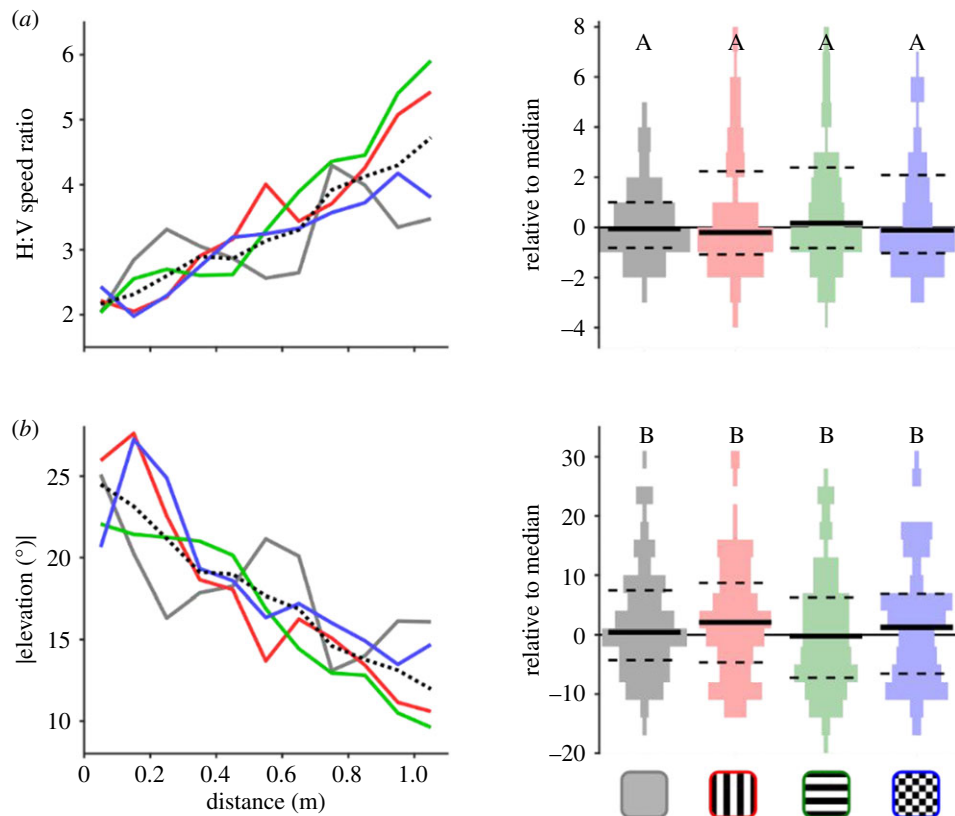 (a)
H:V speed ratio
6
5
4
3
2
relative to median
8
6
4
2
0
–2
–4
A A A A
(b)
|elevation (°)|
25
20
15
10
0 0.2 0.4 0.6 0.8 1.0
distance (m)
relative to median
30
20
10
0
–10
–20
B B B B